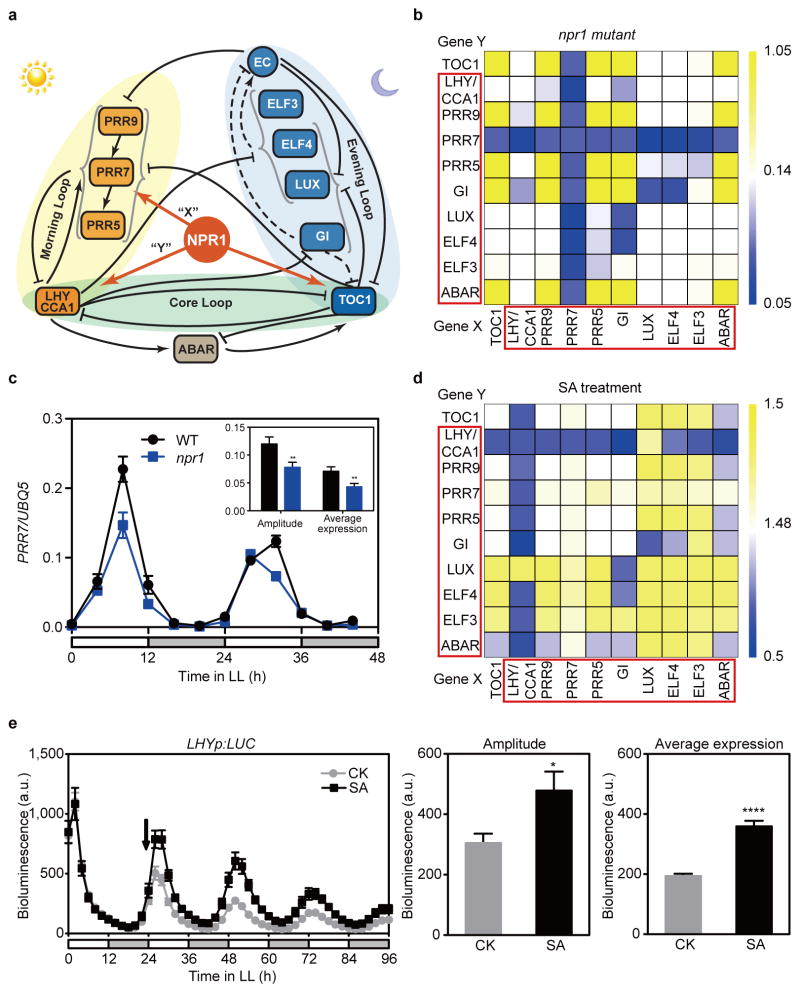 a
EC
ELF3
PRR9
ELF4
PRR7
LUX
Morning Loop
Evening Loop
"X"
PRR5
NPR1
GI
"Y"
LHY
CCA1
Core Loop
TOC1
ABAR
b
Gene Y
npr1 mutant
TOC1
LHY/
CCA1
PRR9
PRR7
PRR5
GI
LUX
ELF4
ELF3
ABAR
1.05
0.14
0.05
Gene X
TOC1
LHY/
CCA1
PRR9
PRR7
PRR5
GI
LUX
ELF4
ELF3
ABAR
c
PRR7/UBQ5
0.3
0.2
0.1
0.0
WT
npr1
0.15
0.10
0.05
0.00
**
**
Amplitude
Average
expression
0
12
24
36
48
Time in LL (h)
d
Gene Y
SA treatment
TOC1
LHY/
CCA1
PRR9
PRR7
PRR5
GI
LUX
ELF4
ELF3
ABAR
1.5
1.48
0.5
Gene X
TOC1
LHY/
CCA1
PRR9
PRR7
PRR5
GI
LUX
ELF4
ELF3
ABAR
e
LHYp:LUC
Bioluminescence (a.u.)
1,500
1,000
500
0
CK
SA
0
12
24
36
48
60
72
84
96
Time in LL (h)
Amplitude
Bioluminescence (a.u.)
600
400
200
0
*
CK
SA
Average expression
Bioluminescence (a.u.)
600
400
200
0
****
CK
SA